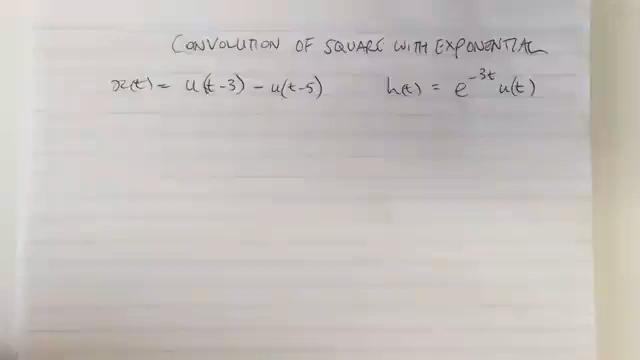 CONVOLUTION OF SQUARE WITH EXPONENTIAL
x(t) = u(t-3) - u(t-5) h(t) = e^{-3t} u(t)